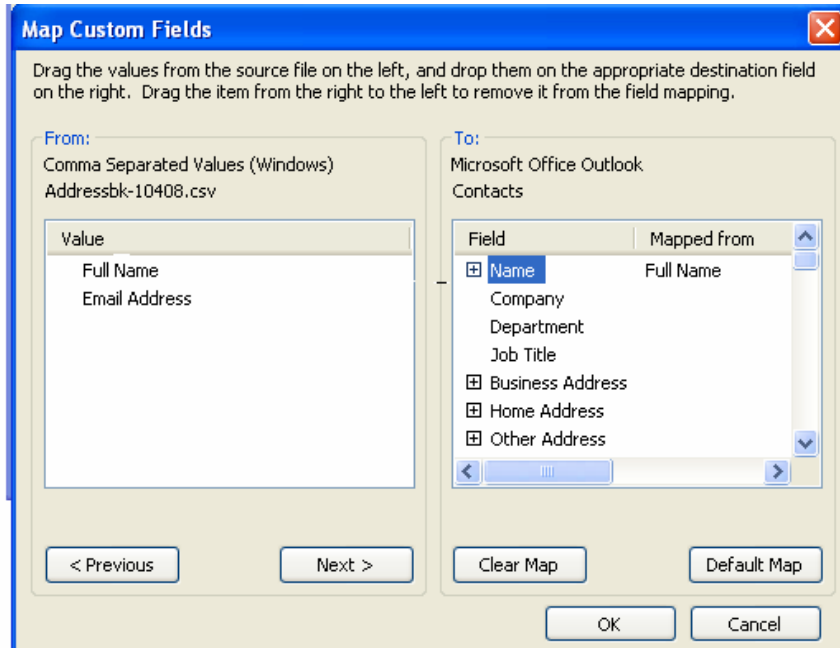 Map Custom Fields
Drag the values from the source file on the left, and drop them on the appropriate destination field
on the right. Drag the item from the right to the left to remove it from the field mapping.
From:
Comma Separated Values (Windows)
Addressbk-10408.csv
Value
Full Name
Email Address
< Previous
Next >
To:
Microsoft Office Outlook
Contacts
Field Mapped from
Name Full Name
Company
Department
Job Title
Business Address
Home Address
Other Address
Clear Map
Default Map
OK
Cancel